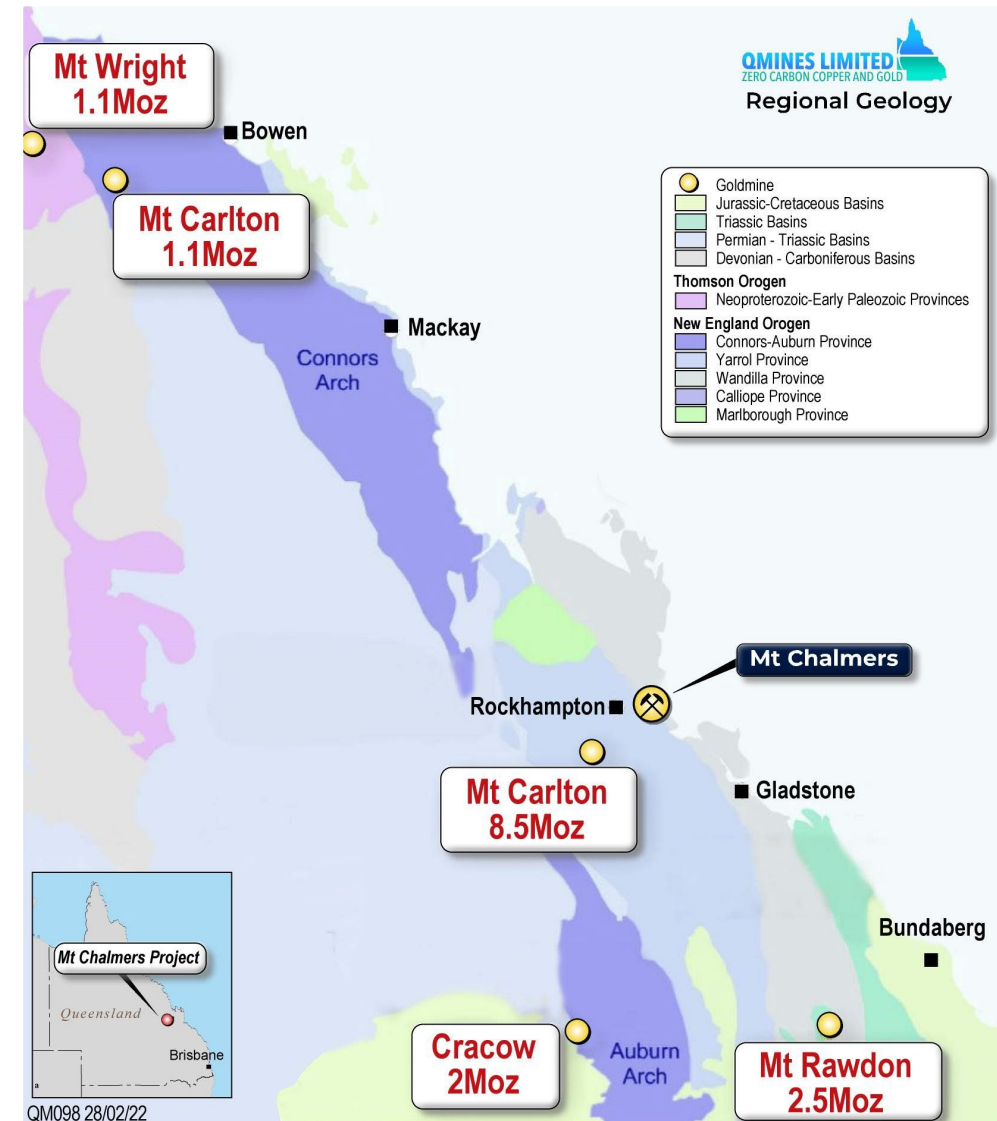 Mt Wright
1.1Moz
Bowen
Mt Carlton
1.1Moz
QMINES LIMITED
ZERO CARBON COPPER AND GOLD
Regional Geology
Goldmine
Jurassic-Cretaceous Basins
Triassic Basins
Permian - Triassic Basins
Devonian - Carboniferous Basins
Thomson Orogen
Neoproterozoic-Early Paleozoic Provinces
New England Orogen
Connors-Auburn Province
Yarrol Province
Wandilla Province
Calliope Province
Marlborough Province
Mackay
Connors
Arch
Mt Chalmers
Rockhampton
Mt Carlton
8.5Moz
Gladstone
Bundaberg
Mt Chalmers Project
Queensland
Brisbane
a
Cracow
2Moz
Auburn
Arch
Mt Rawdon
2.5Moz
QM098 28/02/22